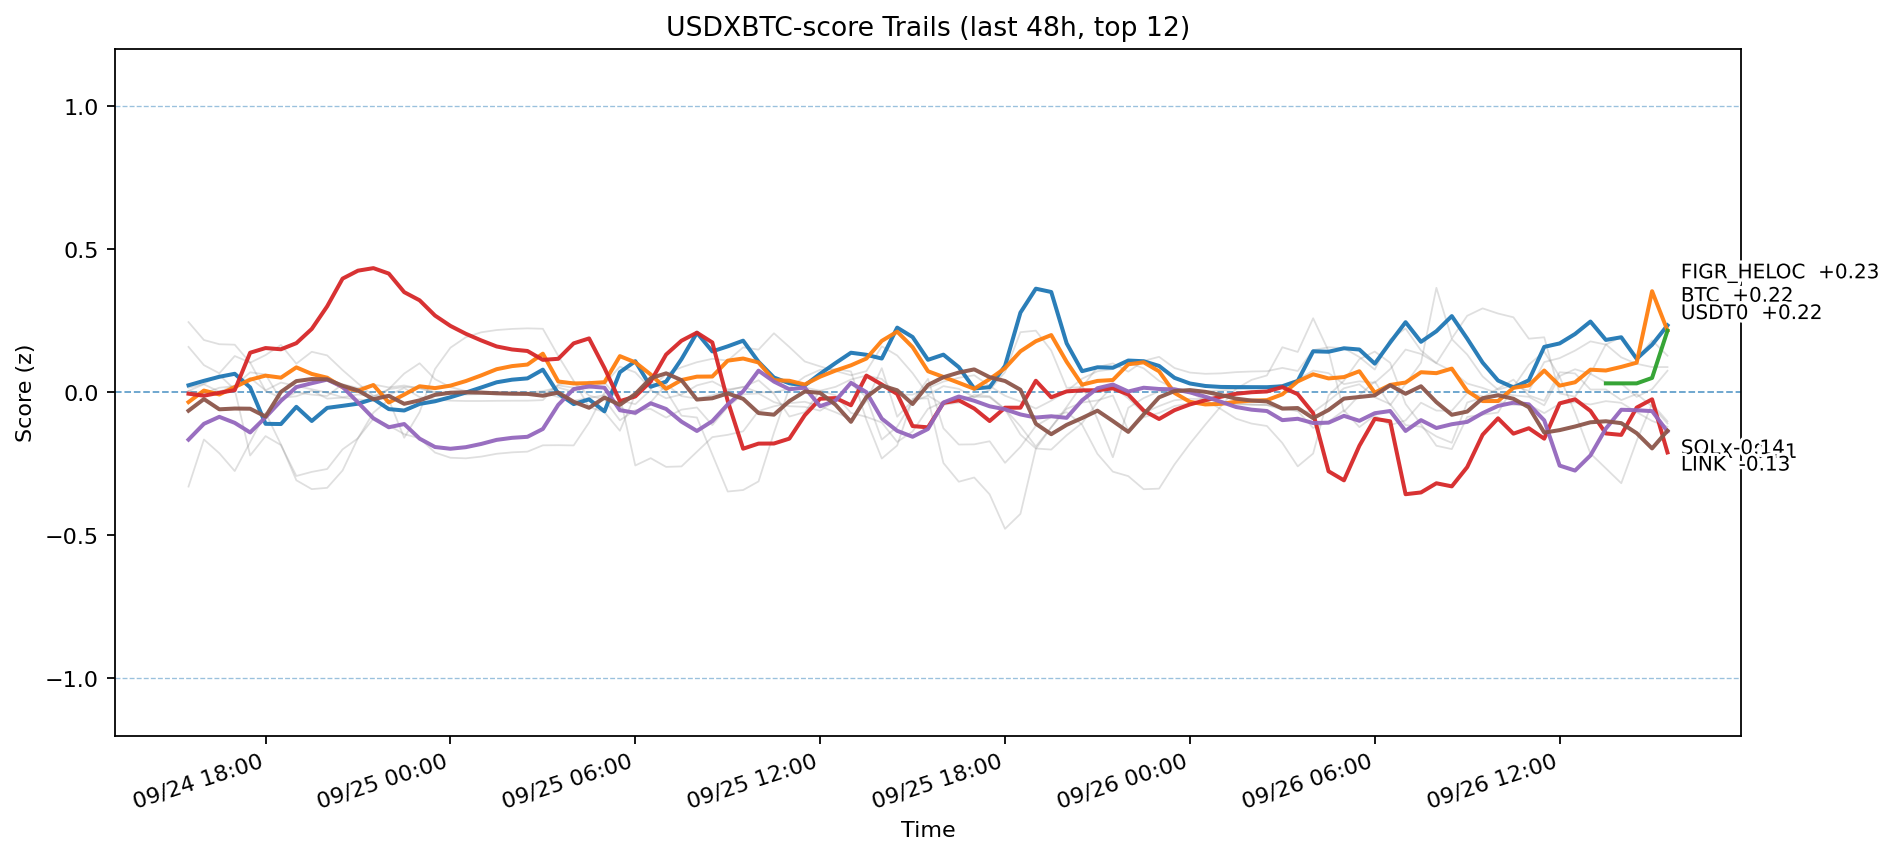 USDXBTC-score Trails (last 48h, top 12)
Score (z)
1.0
0.5
0.0
−0.5
−1.0
FIGR_HELOC +0.23
BTC +0.22
USDT0 +0.22
LINK -0.13
09/24 18:00
09/25 00:00
09/25 06:00
09/25 12:00
09/25 18:00
09/26 00:00
09/26 06:00
09/26 12:00
Time